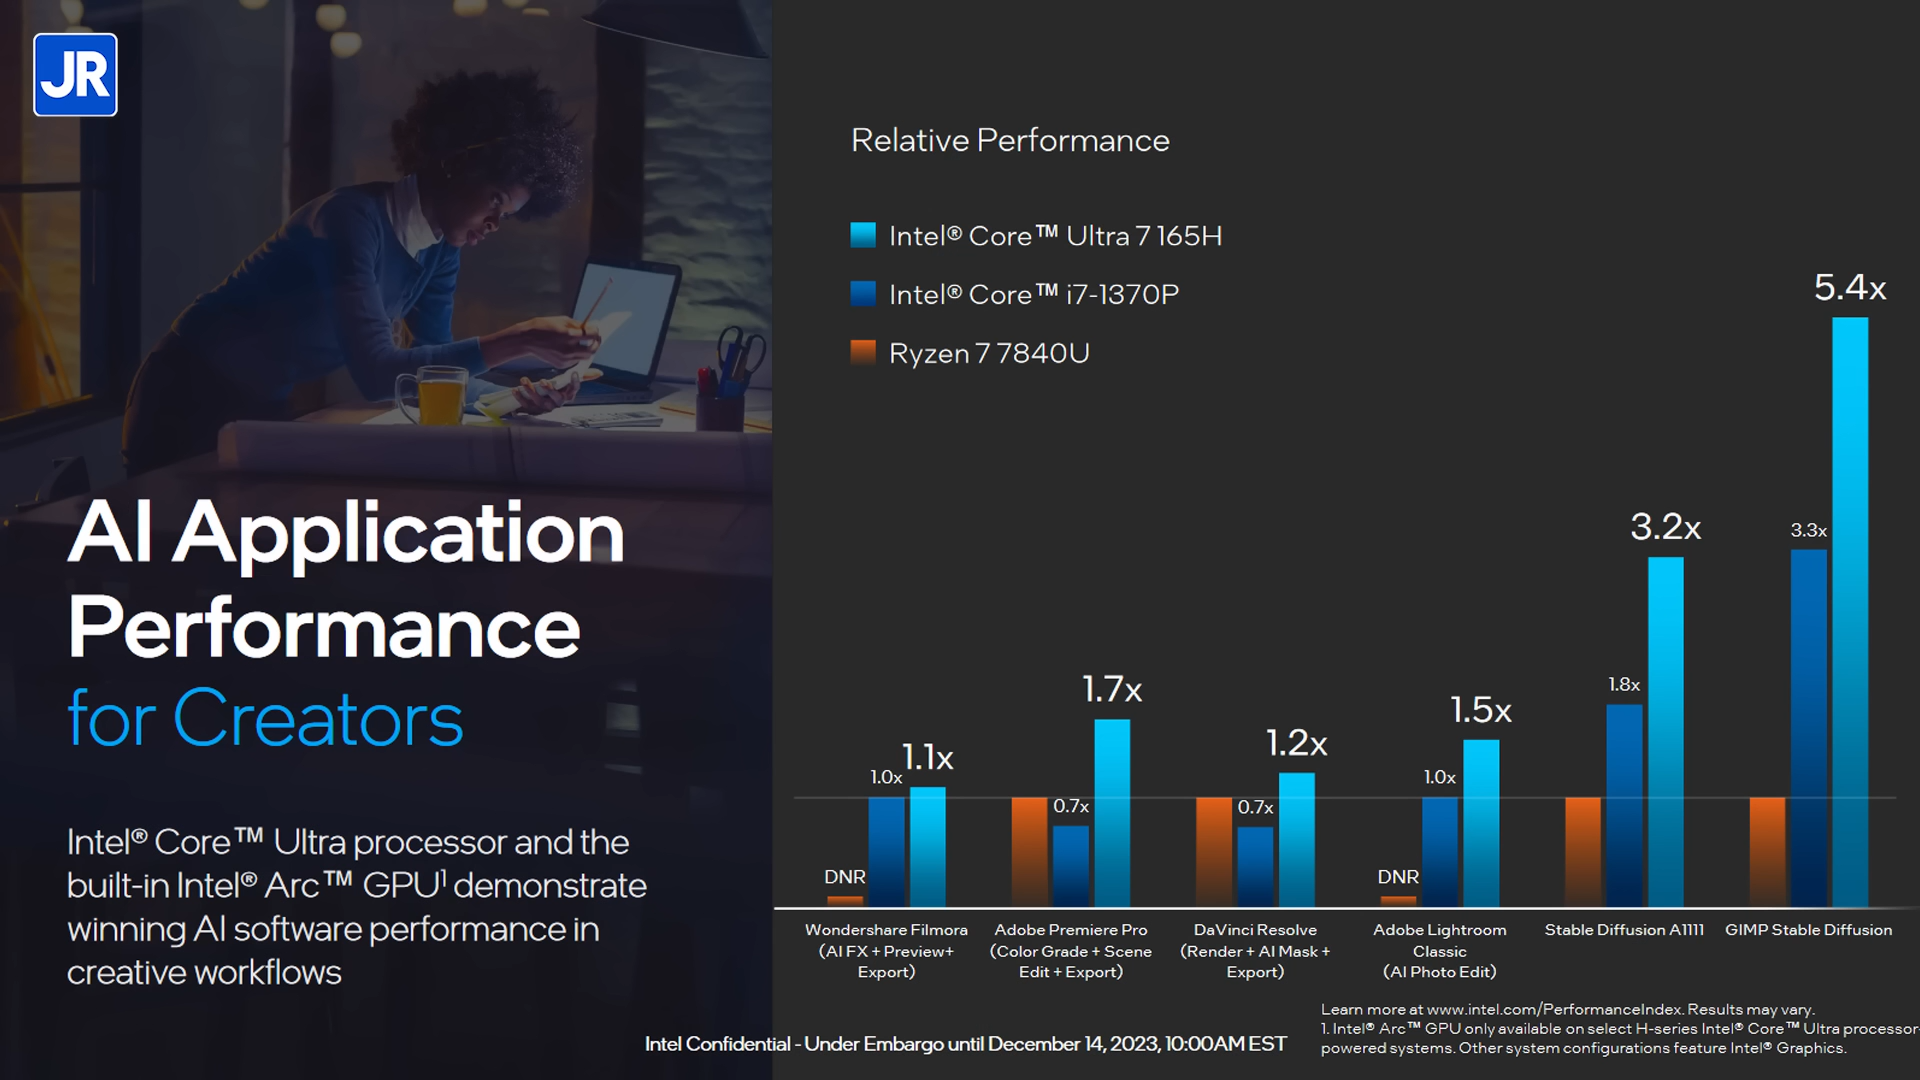 JR
AI Application
Performance
for Creators
Intel® Core™ Ultra processor and the
built-in Intel® Arc™ GPU¹ demonstrate
winning AI software performance in
creative workflows
Relative Performance
Intel® Core™ Ultra 7 165H
Intel® Core™ i7-1370P
Ryzen 7 7840U
DNR
1.0x
1.1x
0.7x
1.7x
0.7x
1.2x
DNR
1.0x
1.5x
1.8x
3.2x
3.3x
5.4x
Wondershare Filmora
(AI FX + Preview+
Export)
Adobe Premiere Pro
(Color Grade + Scene
Edit + Export)
DaVinci Resolve
(Render + AI Mask +
Export)
Adobe Lightroom
Classic
(AI Photo Edit)
Stable Diffusion A1111
GIMP Stable Diffusion
Intel Confidential - Under Embargo until December 14, 2023, 10:00AM EST
Learn more at www.intel.com/PerformanceIndex. Results may vary.
1. Intel® Arc™ GPU only available on select H-series Intel® Core™ Ultra processor-
powered systems. Other system configurations feature Intel® Graphics.